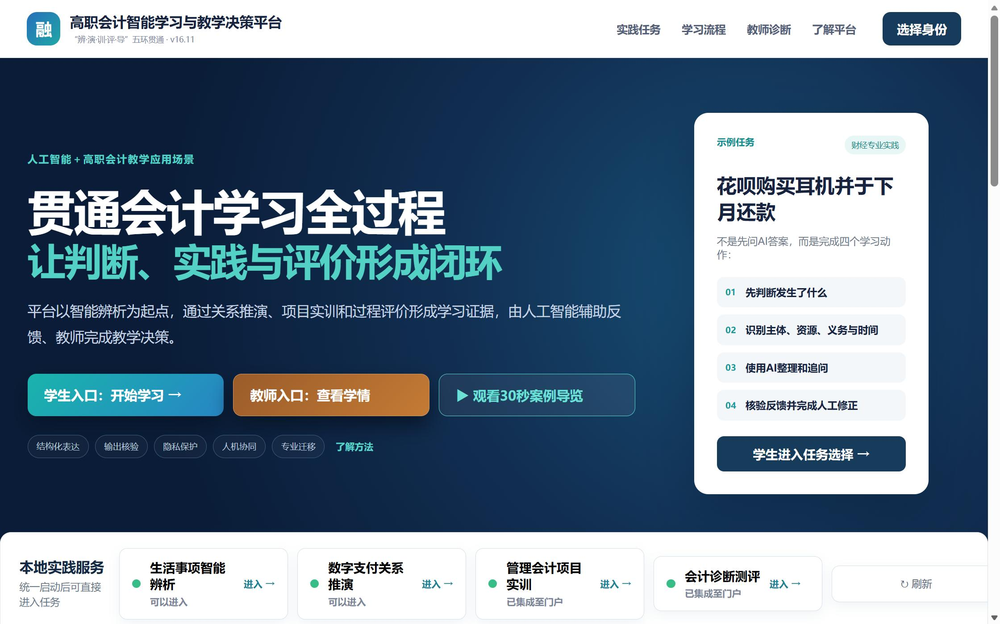 融
高职会计智能学习与教学决策平台
“辨·演·训·评·导”五环贯通 · v16.11
实践任务
学习流程
教师诊断
了解平台
选择身份
人工智能 + 高职会计教学应用场景
贯通会计学习全过程
让判断、实践与评价形成闭环
平台以智能辨析为起点，通过关系推演、项目实训和过程评价形成学习证据，由人工智能辅助反
馈、教师完成教学决策。
学生入口：开始学习 →
教师入口：查看学情
▶ 观看30秒案例导览
结构化表达
输出核验
隐私保护
人机协同
专业迁移
了解方法
示例任务
财经专业实践
花呗购买耳机并于下
月还款
不是先问AI答案，而是完成四个学习动
作：
01 先判断发生了什么
02 识别主体、资源、义务与时间
03 使用AI整理和追问
04 核验反馈并完成人工修正
学生进入任务选择 →
本地实践服务
统一启动后可直接
进入任务
生活事项智能
辨析
可以进入
进入 →
数字支付关系
推演
可以进入
进入 →
管理会计项目
实训
已集成至门户
进入 →
会计诊断测评
已集成至门户
进入 →
↻ 刷新